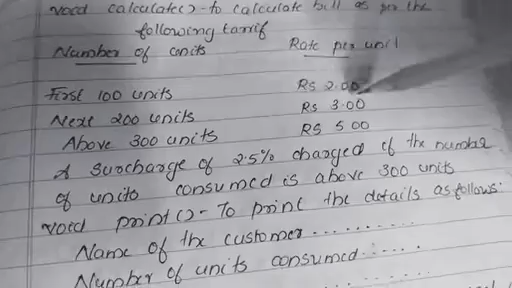 void calculate() - to calculate bill as per the
following tarrif
Number of units Rate per unit
First 100 units Rs 2.00
Next 200 units Rs 3.00
Above 300 units Rs 5.00
A surcharge of 2.5% charged if the number
of units consumed is above 300 units
void print() - To print the details as follows:
Name of the customer ..........
Number of units consumed ......